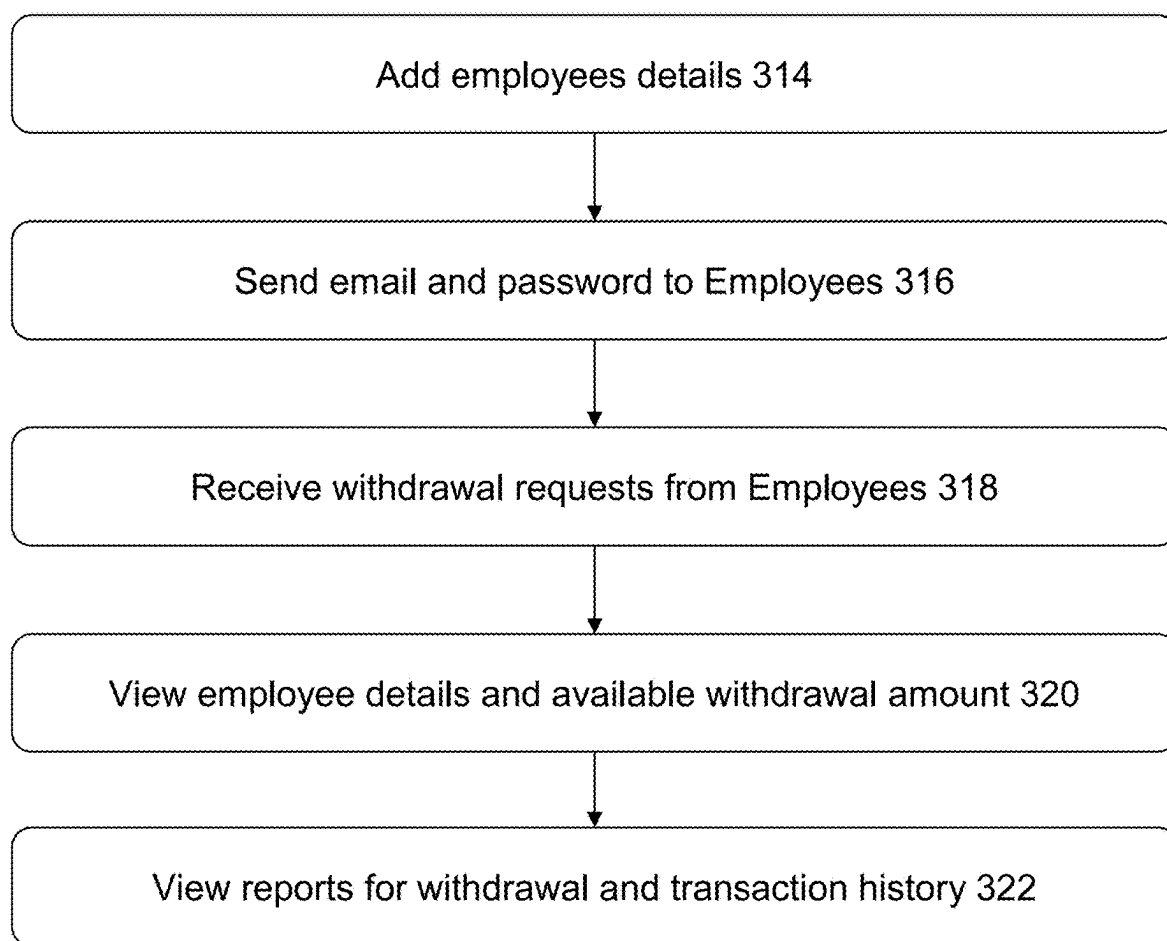 Add employees details 314
Send email and password to Employees 316
Receive withdrawal requests from Employees 318
View employee details and available withdrawal amount 320
View reports for withdrawal and transaction history 322